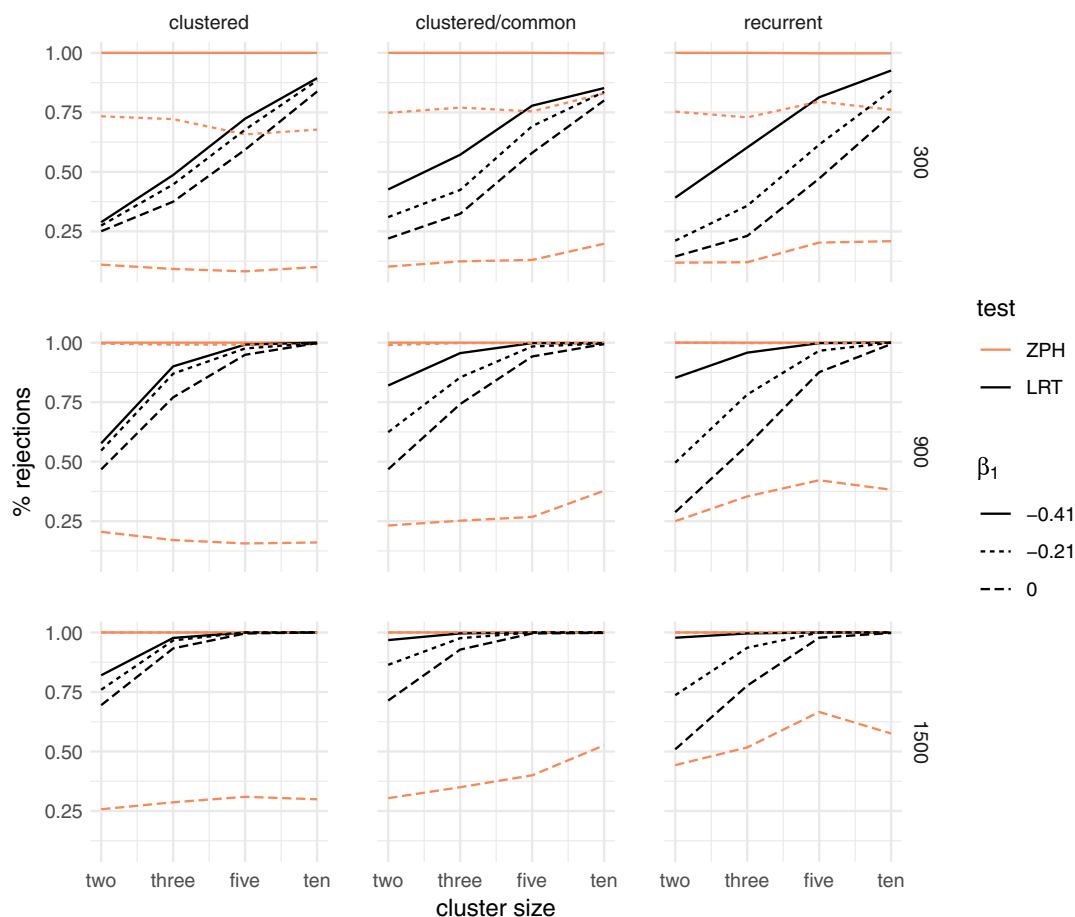 clustered clustered/common recurrent
1.00
0.75
0.50
0.25
300
1.00
0.75
0.50
0.25
900
1.00
0.75
0.50
0.25
1500
% rejections
two three five ten two three five ten two three five ten
cluster size
test
ZPH
LRT
β₁
−0.41
−0.21
0